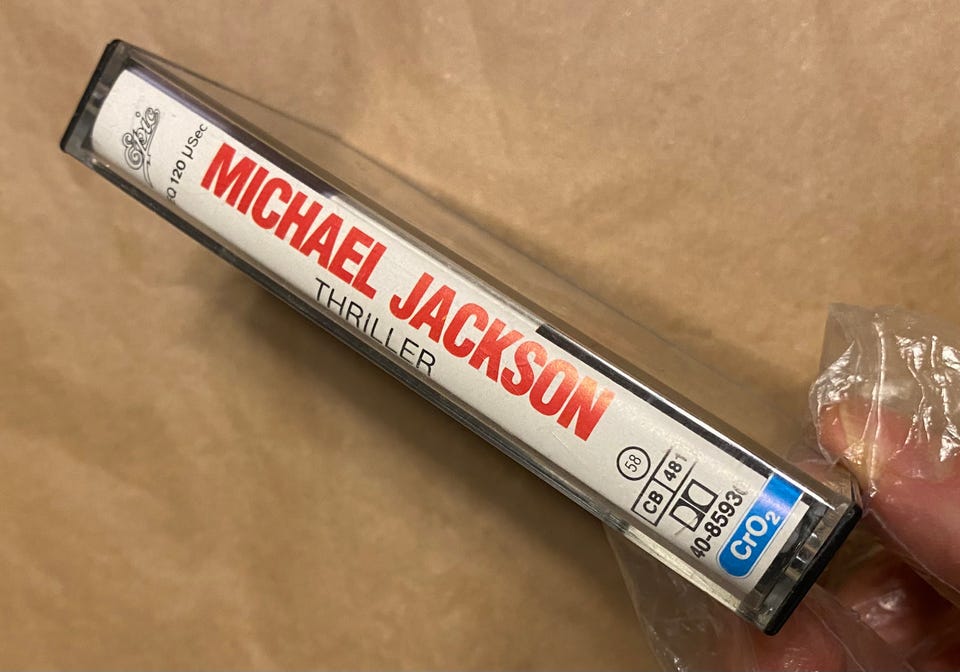 Epic
120 µSec
MICHAEL JACKSON
THRILLER
58
CB 481
40-8593
CrO2